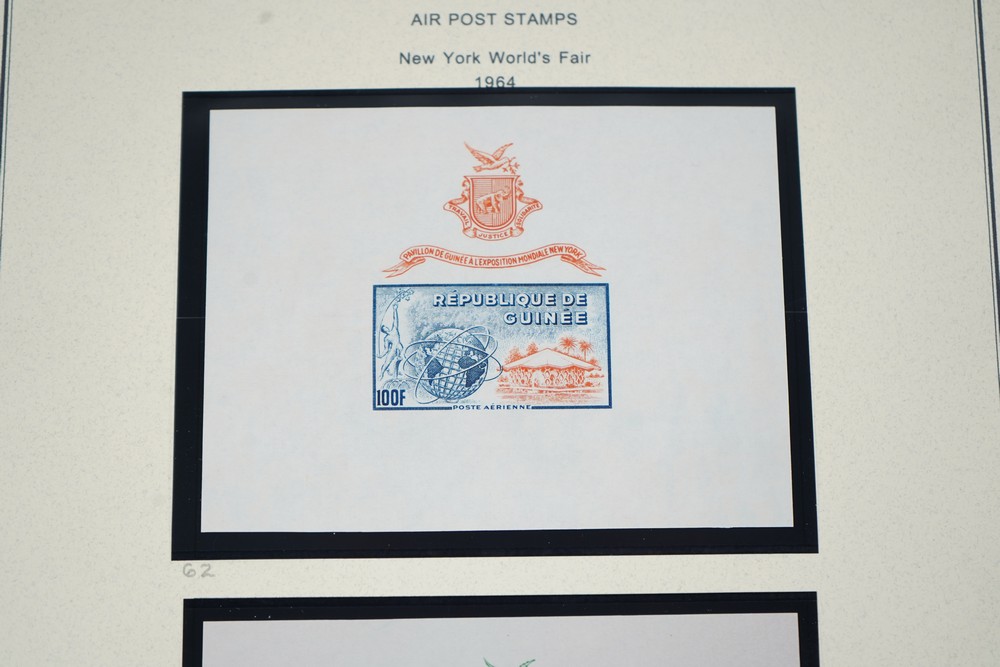 AIR POST STAMPS
New York World's Fair
1964
TRAVAIL
JUSTICE
SOLIDARITÉ
PAVILLON DE GUINÉE À L'EXPOSITION MONDIALE NEW YORK
RÉPUBLIQUE DE
GUINÉE
100F
POSTE AÉRIENNE
62